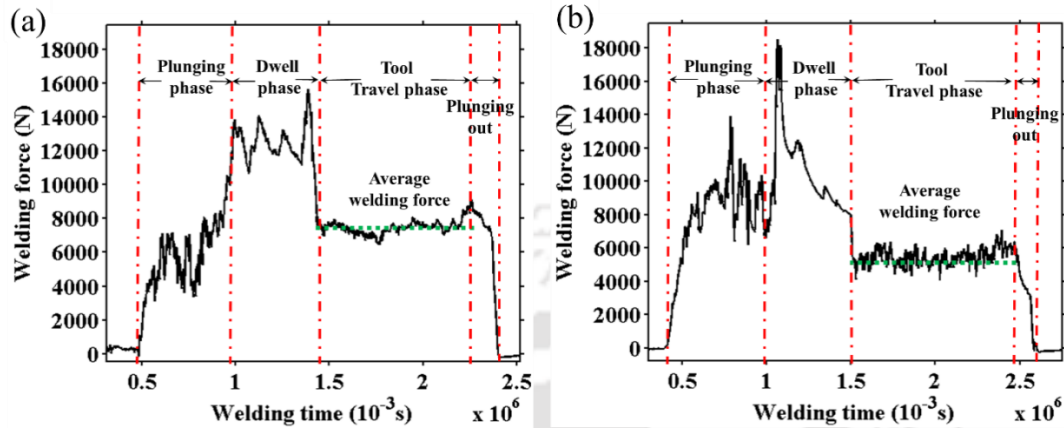 (a)
18000
16000
14000
12000
10000
8000
6000
4000
2000
0
Welding force (N)
Plunging
phase
Dwell
phase
Tool
Travel phase
Plunging
out
Average
welding force
0.5
1
1.5
2
2.5
Welding time (10⁻³s)
x 10⁶
(b)
18000
16000
14000
12000
10000
8000
6000
4000
2000
0
Welding force (N)
Plunging
phase
Dwell
phase
Tool
Travel phase
Plunging
out
Average
welding force
0.5
1
1.5
2
2.5
Welding time (10⁻³s)
x 10⁶